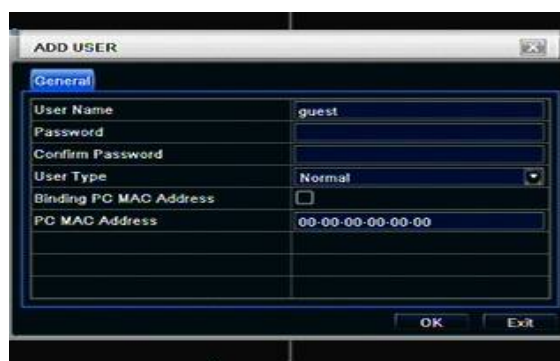 ADD USER
General
User Name guest
Password
Confirm Password
User Type Normal
Binding PC MAC Address
PC MAC Address 00-00-00-00-00-00
OK Exit